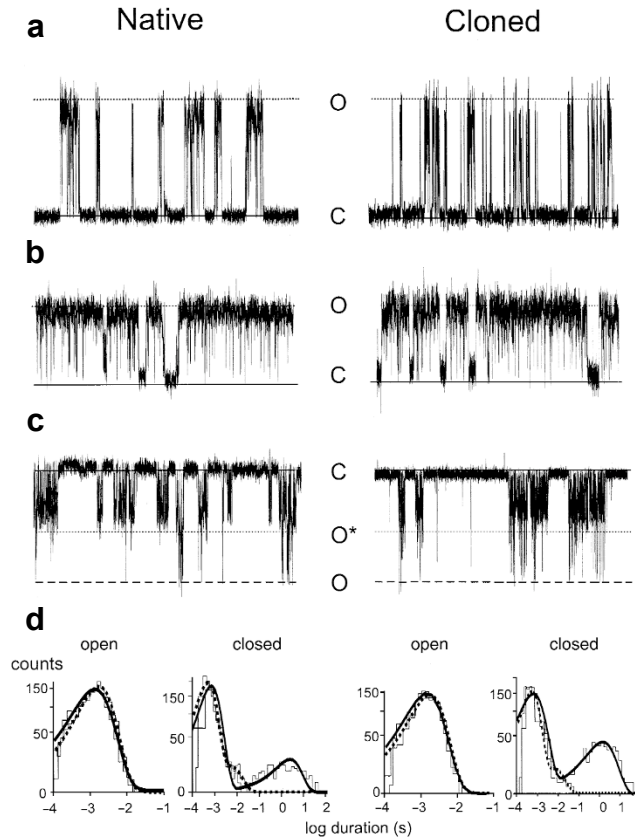 a
Native Cloned
O
C
b
O
C
c
C
O*
O
d
open closed open closed
counts
150 150 150 150
50 50 50 50
0 0 0 0
-4 -3 -2 -1 -4 -3 -2 -1 0 1 2 -4 -3 -2 -1 -4 -3 -2 -1 0 1
log duration (s) log duration (s)